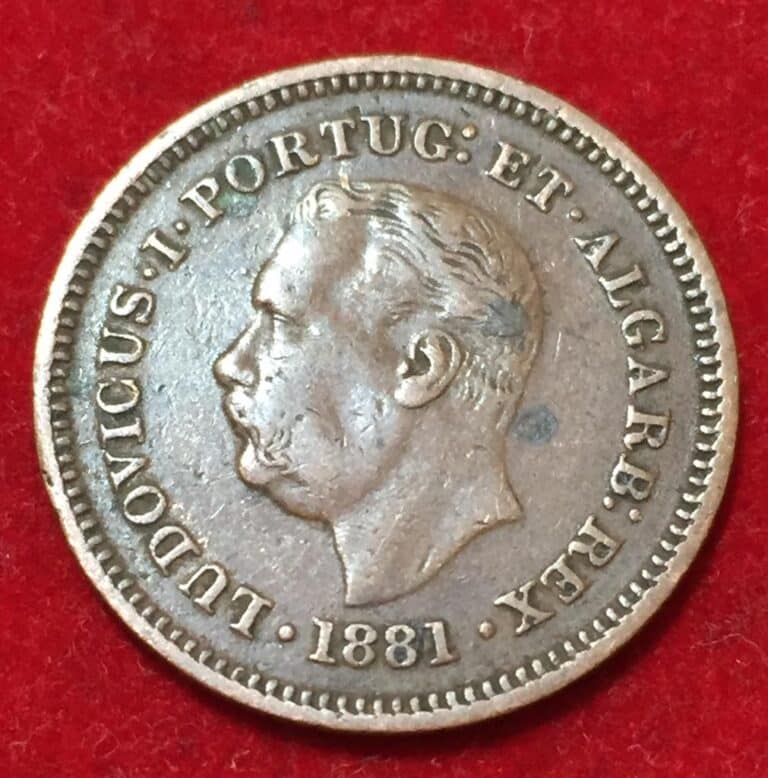 LUDOVICUS · I · PORTUG: ET · ALGARB: REX
· 1881 ·